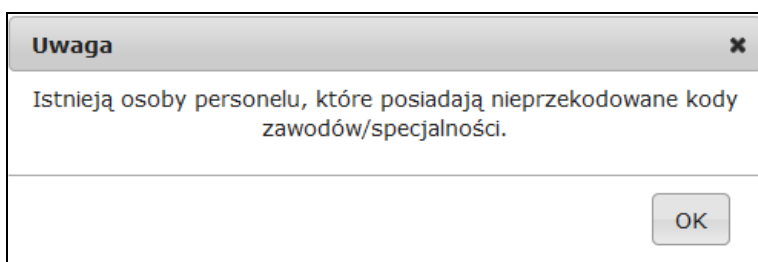 Uwaga
Istnieją osoby personelu, które posiadają nieprzekodowane kody
zawodów/specjalności.
OK